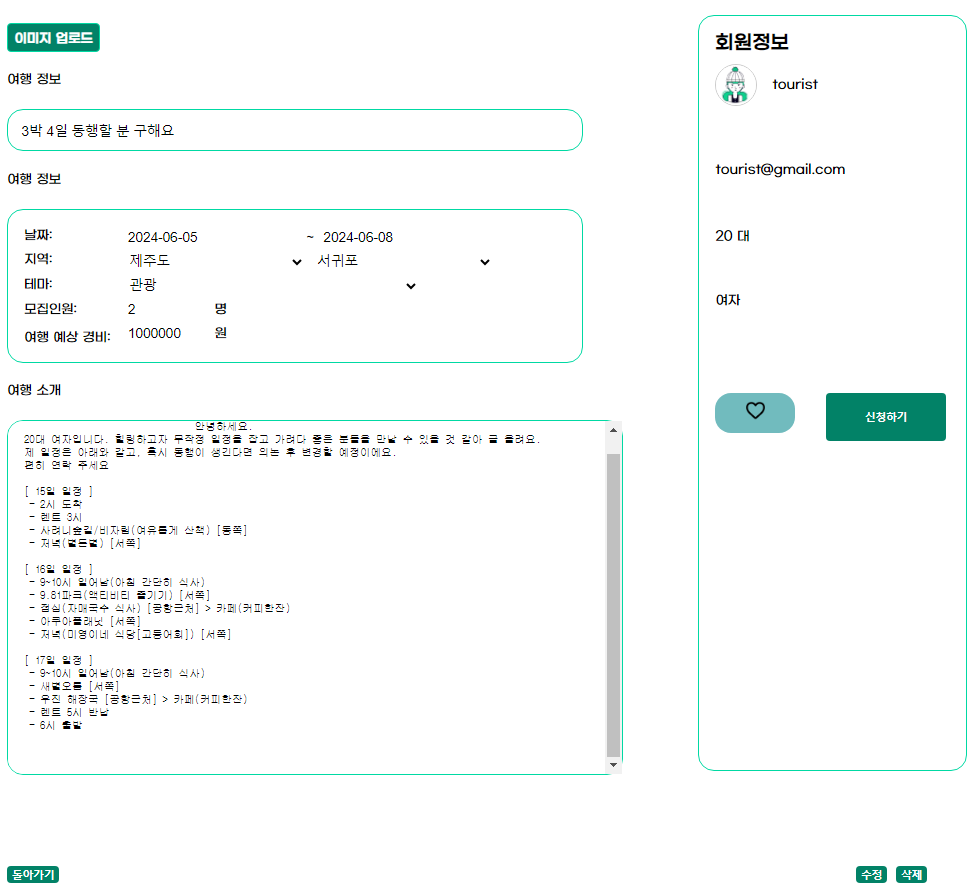 이미지 업로드
여행 정보
3박 4일 동행할 분 구해요
여행 정보
날짜: 2024-06-05 ~ 2024-06-08
지역: 제주도 서귀포
테마: 관광
모집인원: 2 명
여행 예상 경비: 1000000 원
여행 소개
안녕하세요.
20대 여자입니다. 힐링하고자 무작정 일정을 잡고 가려다 좋은 분들을 만날 수 있을 것 같아 글 올려요.
제 일정은 아래와 같고, 혹시 동행이 생긴다면 의논 후 변경할 예정이에요.
편히 연락 주세요
[ 15일 일정 ]
- 2시 도착
- 렌트 3시
- 사려니숲길/비자림(여유롭게 산책) [동쪽]
- 저녁(별돈별) [서쪽]
[ 16일 일정 ]
- 9~10시 일어남(아침 간단히 식사)
- 9.81파크(액티비티 즐기기) [서쪽]
- 점심(자매국수 식사) [공항근처] > 카페(커피한잔)
- 아쿠아플래닛 [서쪽]
- 저녁(미영이네 식당[고등어회]) [서쪽]
[ 17일 일정 ]
- 9~10시 일어남(아침 간단히 식사)
- 새별오름 [서쪽]
- 우진 해장국 [공항근처] > 카페(커피한잔)
- 렌트 5시 반납
- 6시 출발
회원정보
tourist
tourist@gmail.com
20 대
여자
신청하기
돌아가기
수정 삭제